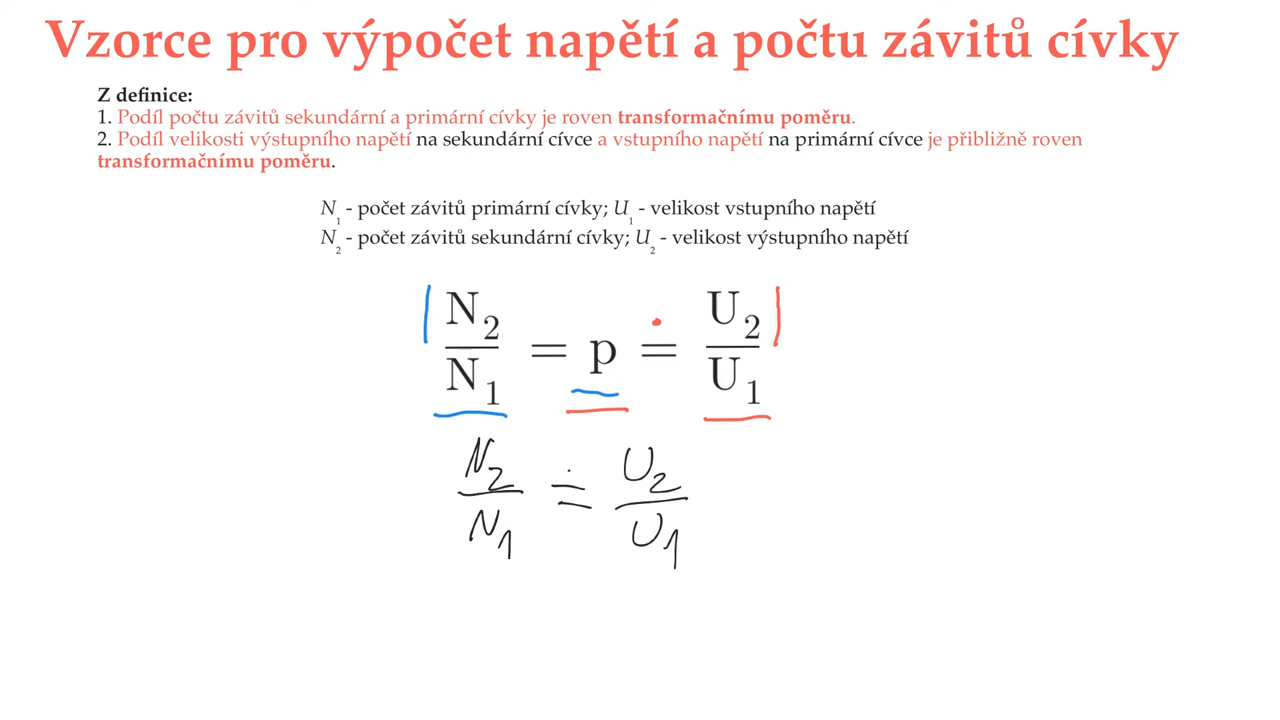 Vzorce pro výpočet napětí a počtu závitů cívky
Z definice:
1. Podíl počtu závitů sekundární a primární cívky je roven transformačnímu poměru.
2. Podíl velikosti výstupního napětí na sekundární cívce a vstupního napětí na primární cívce je přibližně roven
transformačnímu poměru.
N₁ - počet závitů primární cívky; U₁ - velikost vstupního napětí
N₂ - počet závitů sekundární cívky; U₂ - velikost výstupního napětí
N₂/N₁ = p ≐ U₂/U₁
N₂/N₁ ≐ U₂/U₁